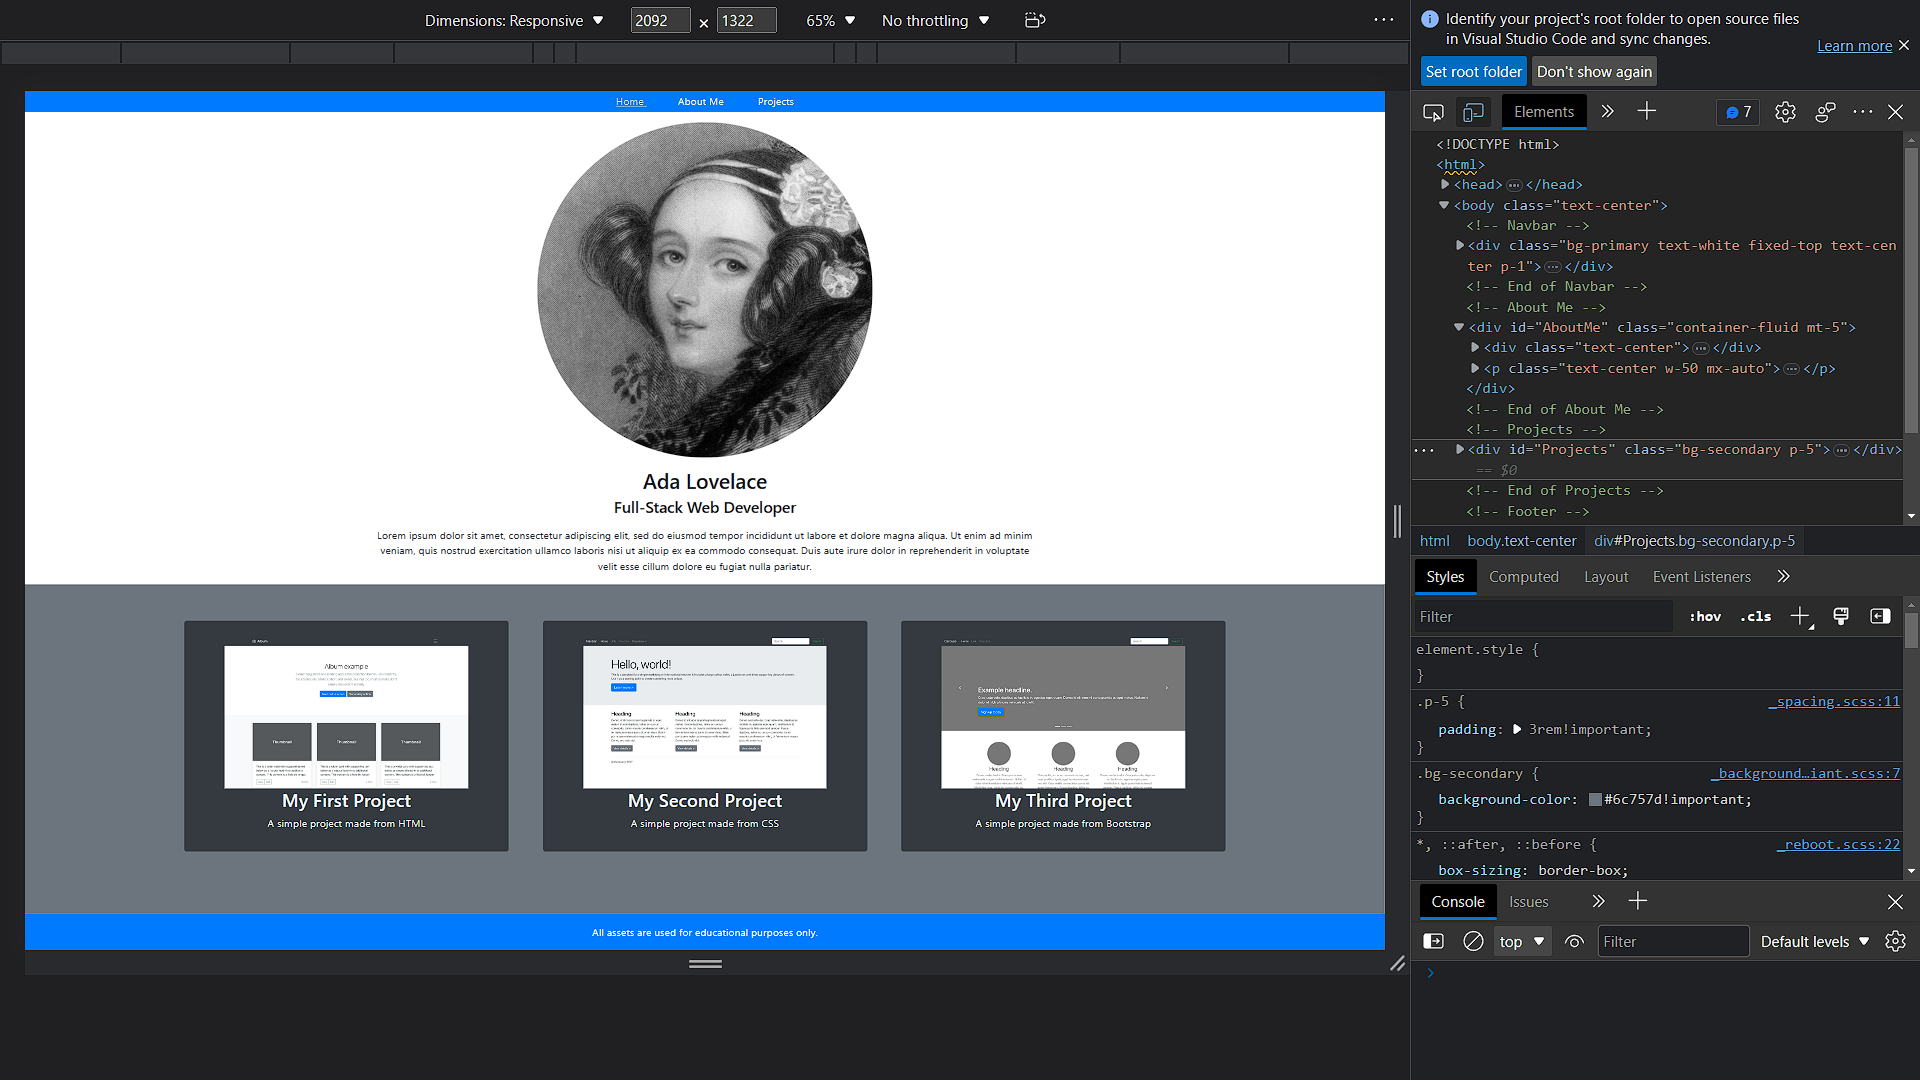 Dimensions: Responsive ▼ 2092 × 1322 65% ▼ No throttling ▼
Home About Me Projects
Ada Lovelace
Full-Stack Web Developer
Lorem ipsum dolor sit amet, consectetur adipiscing elit, sed do eiusmod tempor incididunt ut labore et dolore magna aliqua. Ut enim ad minim
veniam, quis nostrud exercitation ullamco laboris nisi ut aliquip ex ea commodo consequat. Duis aute irure dolor in reprehenderit in voluptate
velit esse cillum dolore eu fugiat nulla pariatur.
Album
Album example
Thumbnail Thumbnail Thumbnail
My First Project
A simple project made from HTML
Hello, world!
Heading Heading Heading
My Second Project
A simple project made from CSS
Example headline.
Heading Heading Heading
My Third Project
A simple project made from Bootstrap
All assets are used for educational purposes only.
Identify your project's root folder to open source files
in Visual Studio Code and sync changes.
Learn more
Set root folder Don't show again
Elements 7
<!DOCTYPE html>
<html>
<head> … </head>
<body class="text-center">
<!-- Navbar -->
<div class="bg-primary text-white fixed-top text-cen
ter p-1"> … </div>
<!-- End of Navbar -->
<!-- About Me -->
<div id="AboutMe" class="container-fluid mt-5">
<div class="text-center"> … </div>
<p class="text-center w-50 mx-auto"> … </p>
</div>
<!-- End of About Me -->
<!-- Projects -->
<div id="Projects" class="bg-secondary p-5"> … </div>
== $0
<!-- End of Projects -->
<!-- Footer -->
html body.text-center div#Projects.bg-secondary.p-5
Styles Computed Layout Event Listeners
Filter :hov .cls
element.style {
}
.p-5 { _spacing.scss:11
padding: ▶ 3rem!important;
}
.bg-secondary { _background…iant.scss:7
background-color: #6c757d!important;
}
*, ::after, ::before { _reboot.scss:22
box-sizing: border-box;
Console Issues
top ▼ Filter Default levels ▼